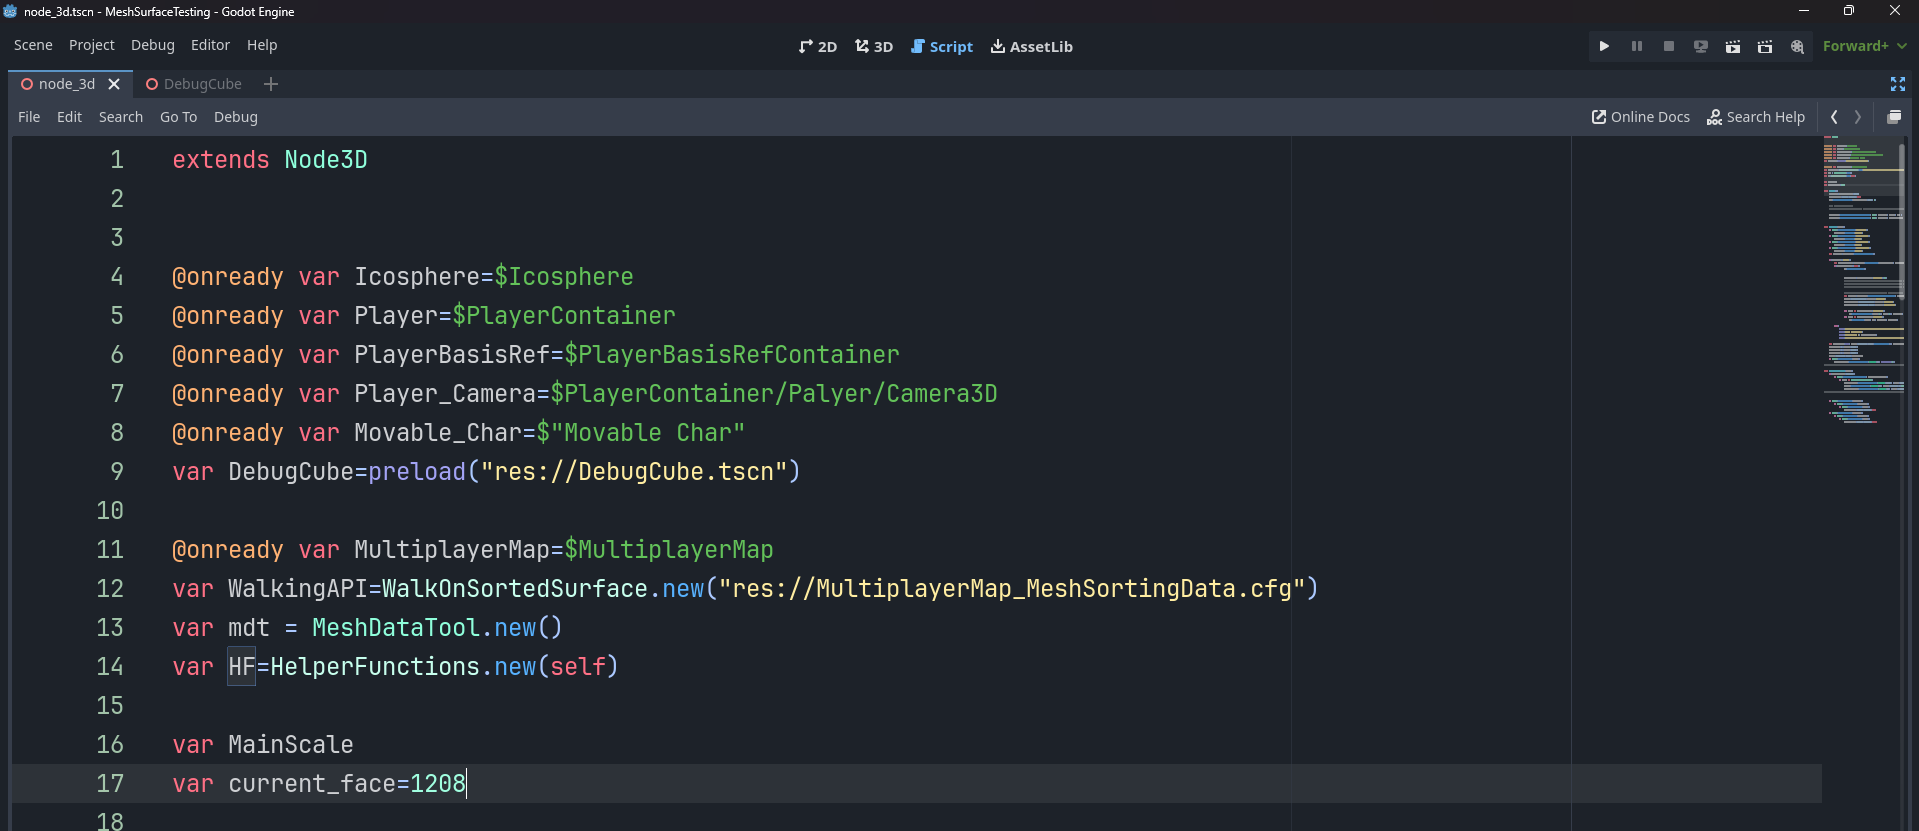 node_3d.tscn - MeshSurfaceTesting - Godot Engine
Scene Project Debug Editor Help 2D 3D Script AssetLib Forward+
node_3d DebugCube
File Edit Search Go To Debug Online Docs Search Help
1 extends Node3D
2
3
4 @onready var Icosphere=$Icosphere
5 @onready var Player=$PlayerContainer
6 @onready var PlayerBasisRef=$PlayerBasisRefContainer
7 @onready var Player_Camera=$PlayerContainer/Palyer/Camera3D
8 @onready var Movable_Char=$"Movable Char"
9 var DebugCube=preload("res://DebugCube.tscn")
10
11 @onready var MultiplayerMap=$MultiplayerMap
12 var WalkingAPI=WalkOnSortedSurface.new("res://MultiplayerMap_MeshSortingData.cfg")
13 var mdt = MeshDataTool.new()
14 var HF=HelperFunctions.new(self)
15
16 var MainScale
17 var current_face=1208
18